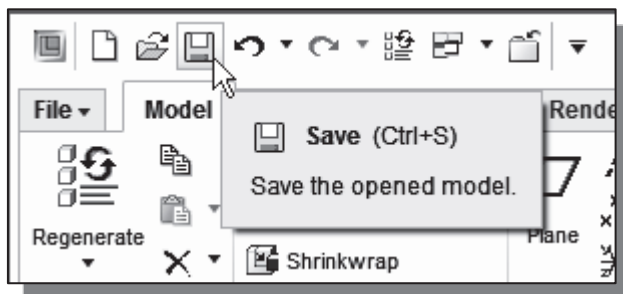 File Model Rende
Save (Ctrl+S)
Save the opened model.
Regenerate
Plane
Shrinkwrap